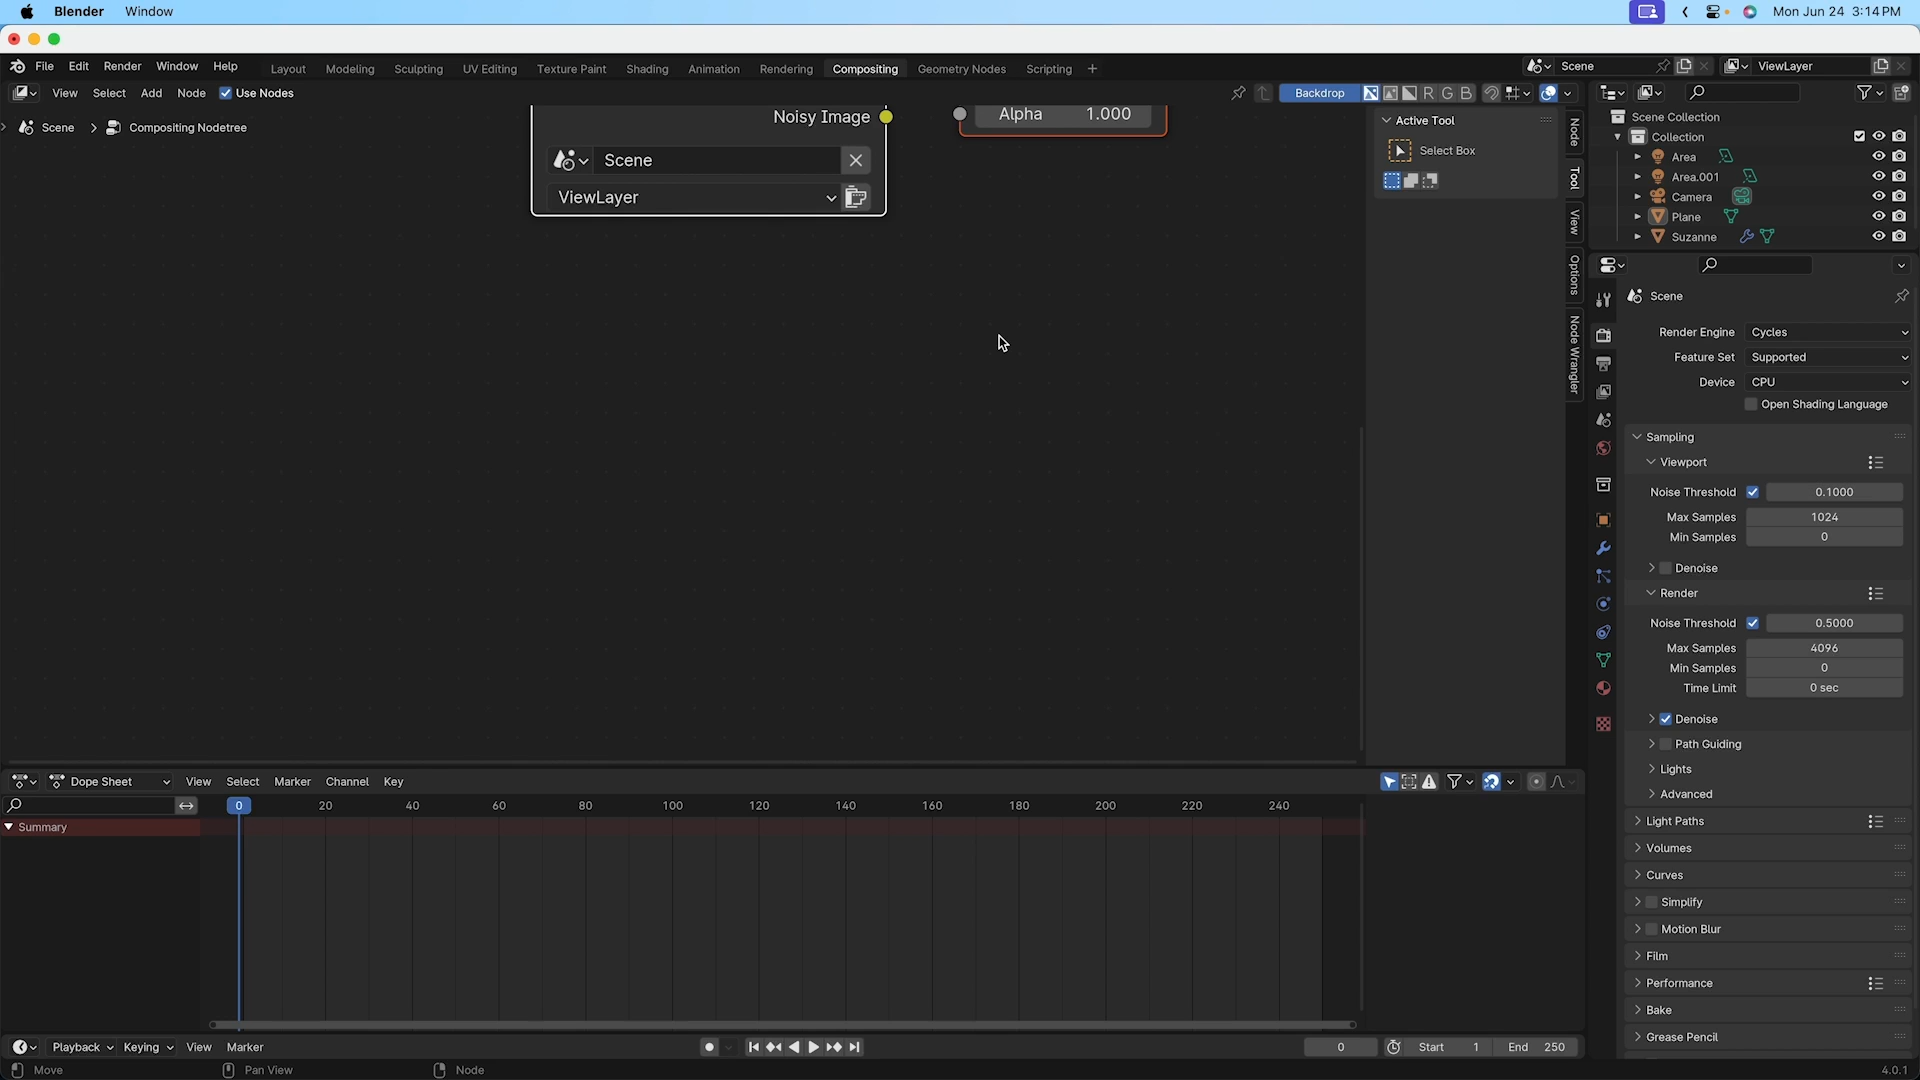 Blender Window Mon Jun 24 3:14 PM
File Edit Render Window Help Layout Modeling Sculpting UV Editing Texture Paint Shading Animation Rendering Compositing Geometry Nodes Scripting + Scene ViewLayer
View Select Add Node Use Nodes Backdrop R G B
Scene > Compositing Nodetree
Noisy Image
Scene
ViewLayer
Alpha 1.000
Active Tool
Select Box
Node
Tool
View
Options
Node Wrangler
Scene Collection
Collection
Area
Area.001
Camera
Plane
Suzanne
Scene
Render Engine Cycles
Feature Set Supported
Device CPU
Open Shading Language
Sampling
Viewport
Noise Threshold 0.1000
Max Samples 1024
Min Samples 0
Denoise
Render
Noise Threshold 0.5000
Max Samples 4096
Min Samples 0
Time Limit 0 sec
Denoise
Path Guiding
Lights
Advanced
Light Paths
Volumes
Curves
Simplify
Motion Blur
Film
Performance
Bake
Grease Pencil
Dope Sheet View Select Marker Channel Key
0 20 40 60 80 100 120 140 160 180 200 220 240
Summary
Playback Keying View Marker 0 Start 1 End 250
Move Pan View Node 4.0.1